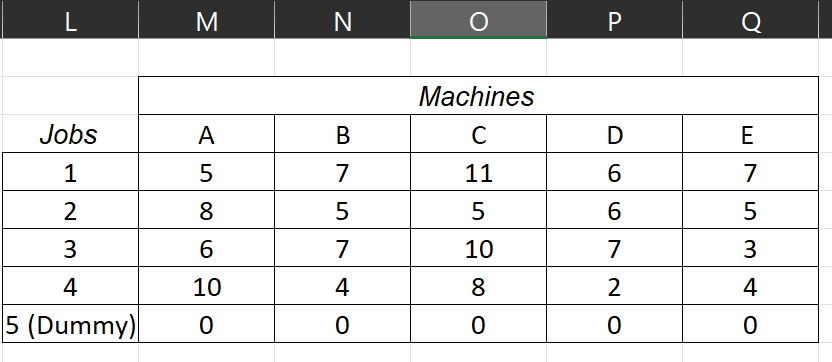 L M N O P Q
Machines
Jobs A B C D E
1 5 7 11 6 7
2 8 5 5 6 5
3 6 7 10 7 3
4 10 4 8 2 4
5 (Dummy) 0 0 0 0 0